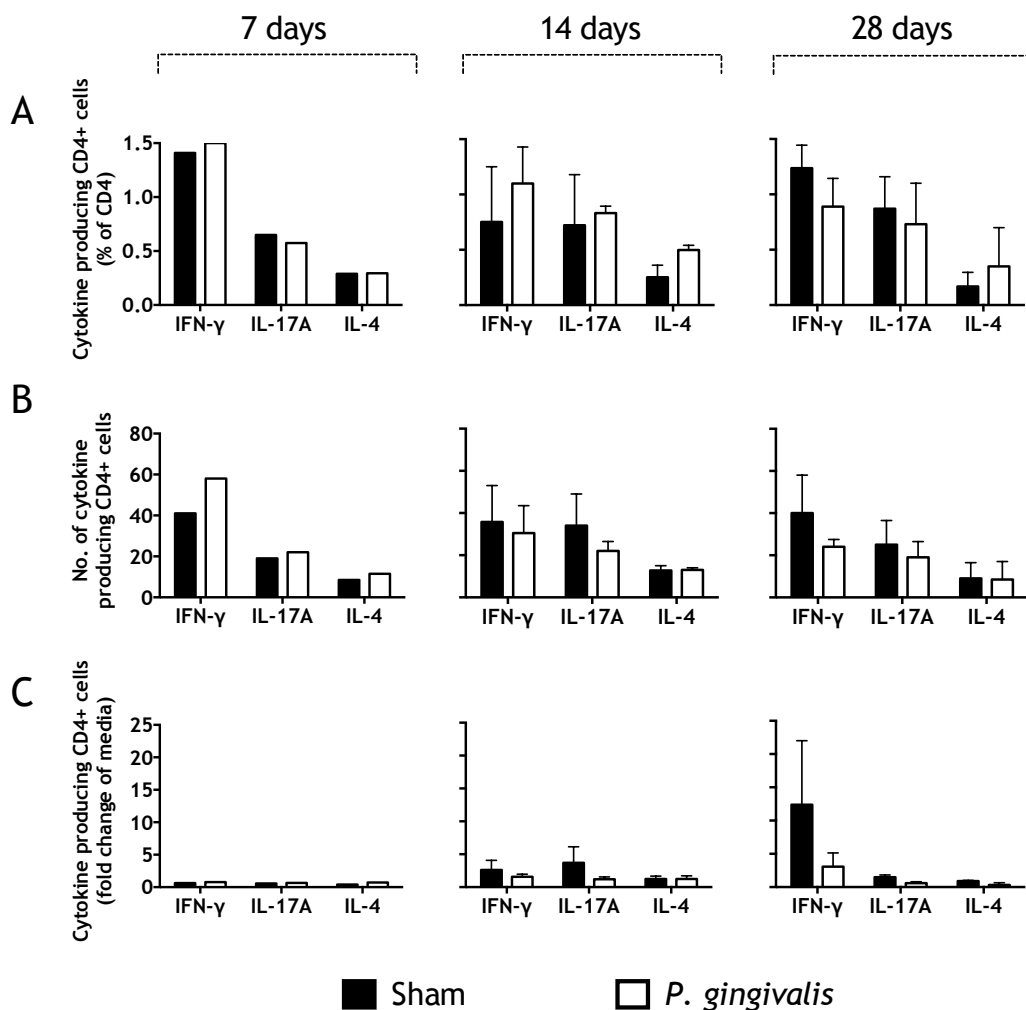 7 days 14 days 28 days
A
Cytokine producing CD4+ cells
(% of CD4)
1.5
1.0
0.5
0.0
IFN-γ IL-17A IL-4 IFN-γ IL-17A IL-4 IFN-γ IL-17A IL-4
B
No. of cytokine
producing CD4+ cells
80
60
40
20
0
IFN-γ IL-17A IL-4 IFN-γ IL-17A IL-4 IFN-γ IL-17A IL-4
C
Cytokine producing CD4+ cells
(fold change of media)
25
20
15
10
5
0
IFN-γ IL-17A IL-4 IFN-γ IL-17A IL-4 IFN-γ IL-17A IL-4
Sham P. gingivalis